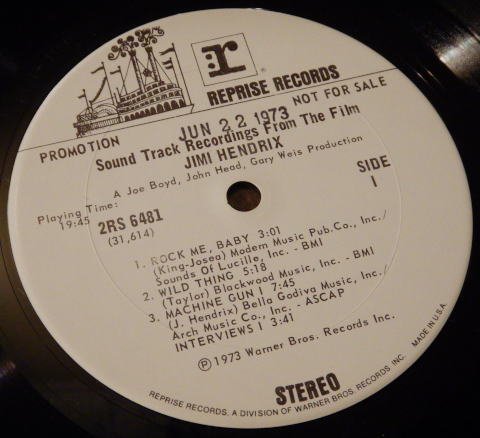 r
REPRISE RECORDS
PROMOTION
NOT FOR SALE
JUN 22 1973
Sound Track Recordings From The Film
JIMI HENDRIX
A Joe Boyd, John Head, Gary Weis Production
Playing Time:
19:45
2RS 6481
(31,614)
SIDE
1
1. ROCK ME, BABY 3:01
(King-Josea) Modern Music Pub.Co., Inc./
Sounds Of Lucille, Inc. - BMI
2. WILD THING 5:18
(Taylor) Blackwood Music, Inc. - BMI
3. MACHINE GUN I 7:45
(J. Hendrix) Bella Godiva Music, Inc./
Arch Music Co., Inc. - ASCAP
INTERVIEWS I 3:41
℗1973 Warner Bros. Records Inc.
STEREO
REPRISE RECORDS, A DIVISION OF WARNER BROS. RECORDS INC. MADE IN U.S.A.